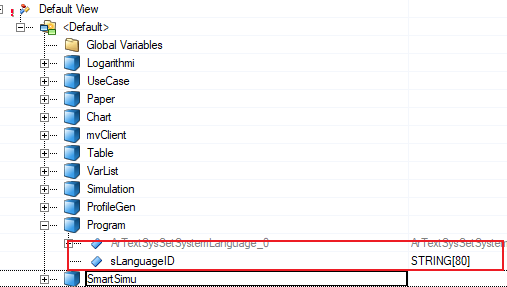 Default View
<Default>
Global Variables
Logarithmi
UseCase
Paper
Chart
mvClient
Table
VarList
Simulation
ProfileGen
Program
ArTextSysSetSystemLanguage_0 ArTextSysSetSystem
sLanguageID STRING[80]
SmartSimu